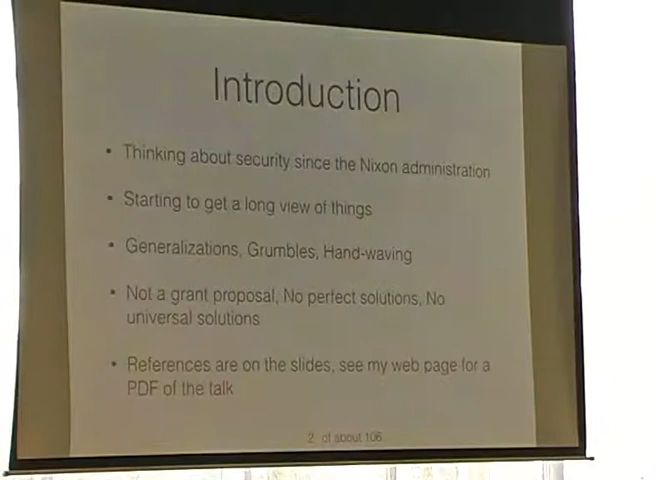 Introduction
• Thinking about security since the Nixon administration
• Starting to get a long view of things
• Generalizations, Grumbles, Hand-waving
• Not a grant proposal, No perfect solutions, No
universal solutions
• References are on the slides, see my web page for a
PDF of the talk
2 of about 106